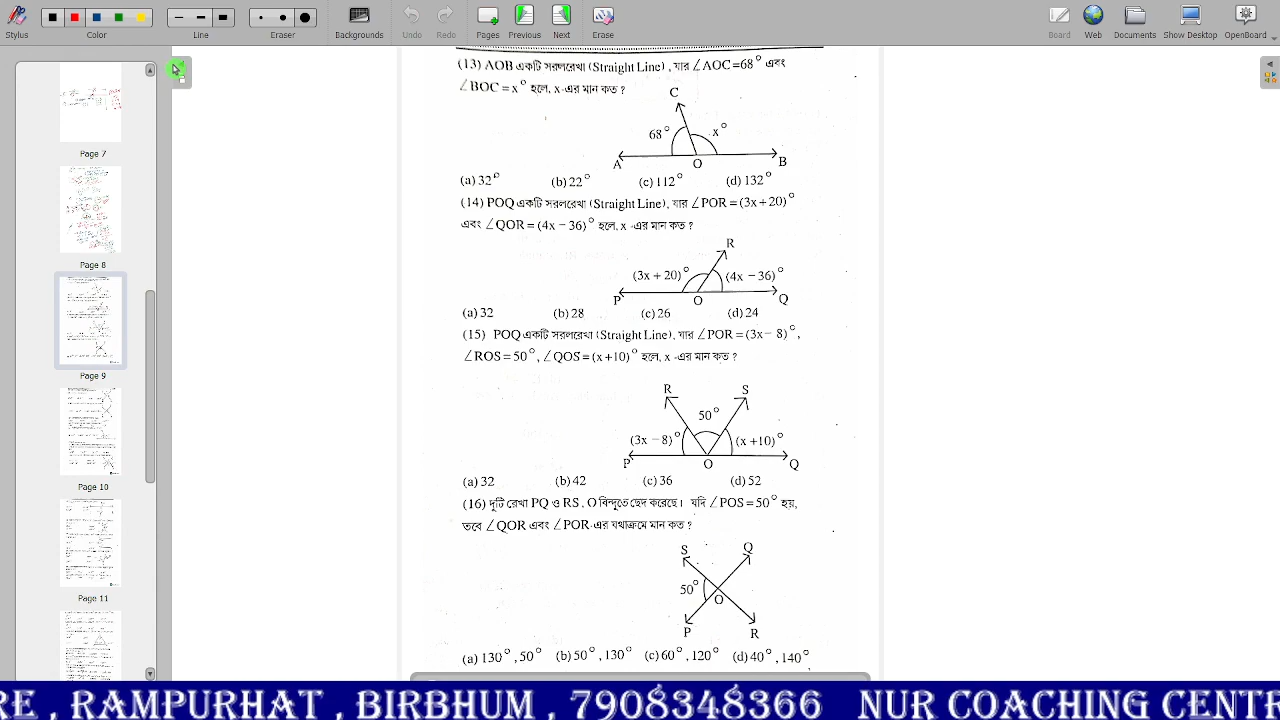 Stylus
Color
Line
Eraser
Backgrounds
Undo
Redo
Pages
Previous
Next
Erase
Board
Web
Documents
Show Desktop
OpenBoard
Page 7
Page 8
Page 9
Page 10
Page 11
(13) AOB একটি সরলরেখা (Straight Line), যার ∠AOC=68° এবং
∠BOC = x° হলে, x-এর মান কত ?
C
68° x°
A O B
(a) 32° (b) 22° (c) 112° (d) 132°
(14) POQ একটি সরলরেখা (Straight Line), যার ∠POR = (3x+20)°
এবং ∠QOR = (4x − 36)° হলে, x -এর মান কত ?
R
(3x + 20)° (4x − 36)°
P O Q
(a) 32 (b) 28 (c) 26 (d) 24
(15) POQ একটি সরলরেখা (Straight Line), যার ∠POR = (3x − 8)°,
∠ROS = 50°, ∠QOS = (x+10)° হলে, x -এর মান কত ?
R S
50°
(3x − 8)° (x +10)°
P O Q
(a) 32 (b) 42 (c) 36 (d) 52
(16) দুটি রেখা PQ ও RS, O বিন্দুতে ছেদ করেছে। যদি ∠POS = 50° হয়,
তবে ∠QOR এবং ∠POR -এর যথাক্রমে মান কত ?
S Q
50° O
P R
(a) 130°, 50° (b) 50°, 130° (c) 60°, 120° (d) 40°, 140°
RE , RAMPURHAT , BIRBHUM , 7908348366 NUR COACHING CENT